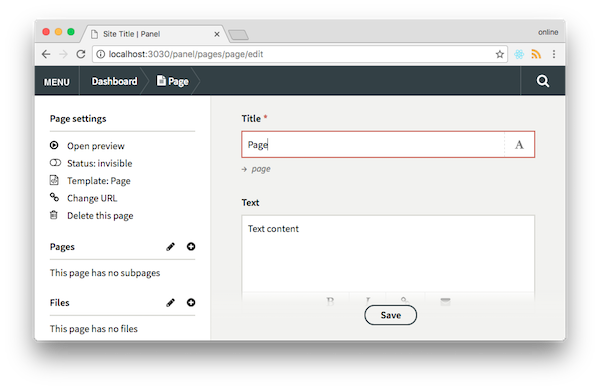 Site Title | Panel
online
localhost:3030/panel/pages/page/edit
MENU Dashboard Page
Page settings
Open preview
Status: invisible
Template: Page
Change URL
Delete this page
Pages
This page has no subpages
Files
This page has no files
Title *
Page
A
→ page
Text
Text content
B I
Save